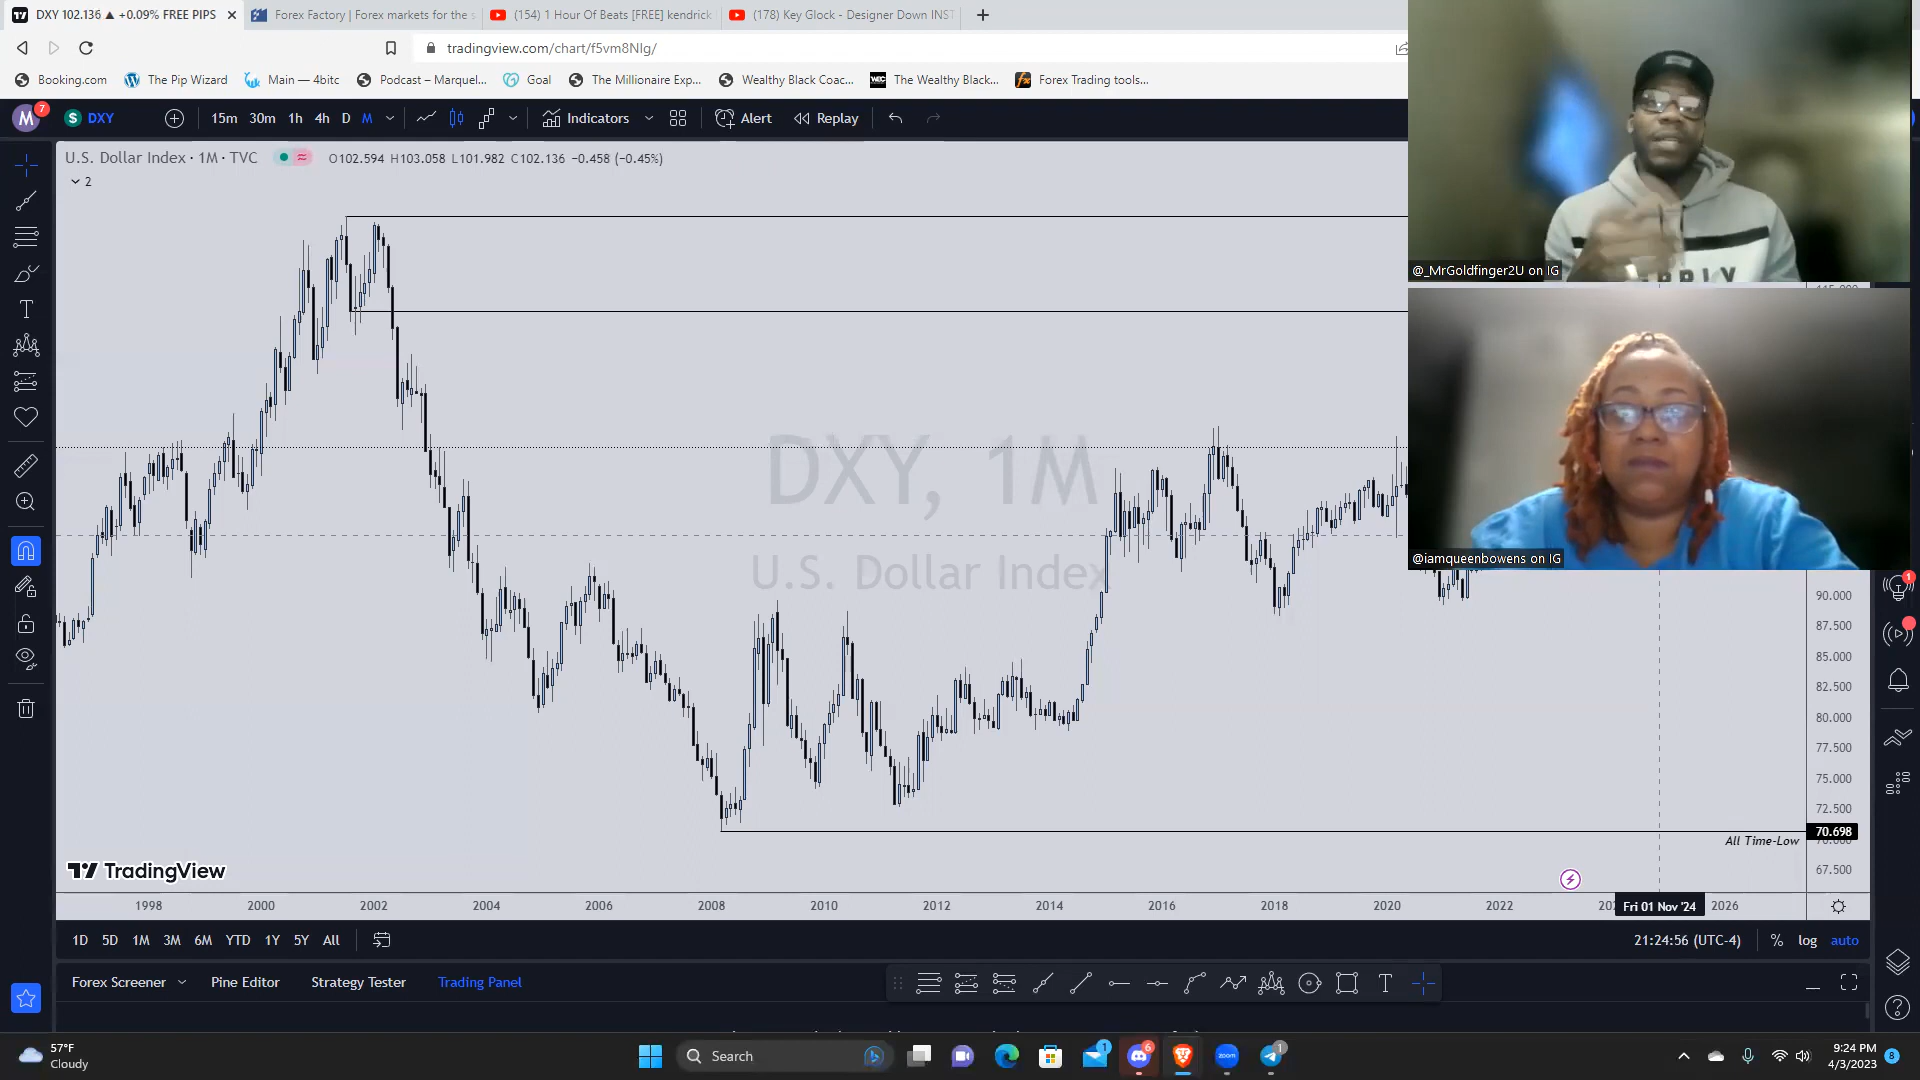 DXY 102.136 ▲ +0.09% FREE PIPS
Forex Factory | Forex markets for the s
(154) 1 Hour Of Beats [FREE] kendrick
(178) Key Glock - Designer Down INST
tradingview.com/chart/f5vm8NIg/
Booking.com
The Pip Wizard
Main — 4bitc
Podcast – Marquel...
Goal
The Millionaire Exp...
Wealthy Black Coac...
The Wealthy Black...
Forex Trading tools...
M 7
DXY
15m 30m 1h 4h D M
Indicators
Alert
Replay
U.S. Dollar Index · 1M · TVC
O102.594 H103.058 L101.982 C102.136 −0.458 (−0.45%)
2
SUPPLY
@_MrGoldfinger2U on IG
@iamqueenbowens on IG
DXY, 1M
U.S. Dollar Index
90.000
87.500
85.000
82.500
80.000
77.500
75.000
72.500
70.698
All Time-Low
67.500
TradingView
1998 2000 2002 2004 2006 2008 2010 2012 2014 2016 2018 2020 2022 Fri 01 Nov '24 2026
1D 5D 1M 3M 6M YTD 1Y 5Y All
21:24:56 (UTC-4)
% log auto
Forex Screener
Pine Editor
Strategy Tester
Trading Panel
57°F
Cloudy
Search
zoom
9:24 PM
4/3/2023